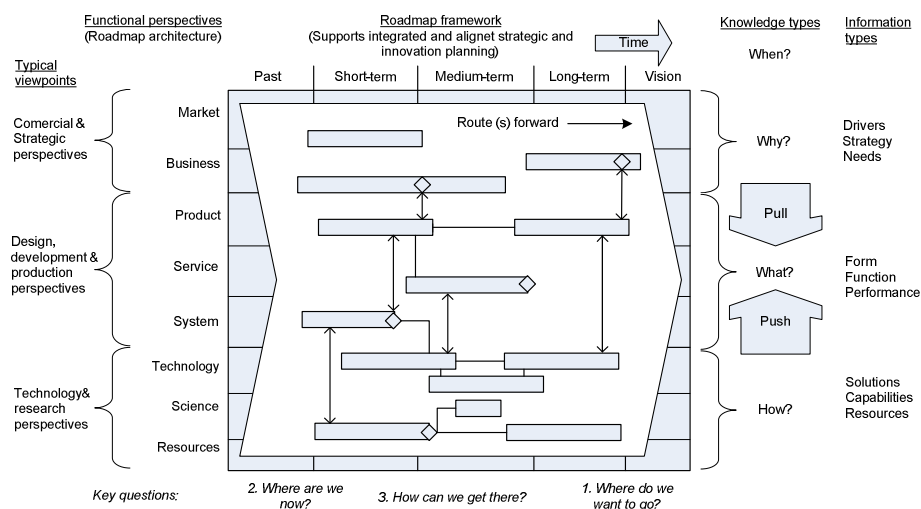 Functional perspectives
(Roadmap architecture)
Roadmap framework
(Supports integrated and alignet strategic and
innovation planning)
Time
Knowledge types
When?
Information
types
Typical
viewpoints
Past
Short-term
Medium-term
Long-term
Vision
Comercial &
Strategic
perspectives
Market
Business
Route (s) forward
Why?
Drivers
Strategy
Needs
Pull
Design,
development &
production
perspectives
Product
Service
System
What?
Form
Function
Performance
Push
Technology&
research
perspectives
Technology
Science
Resources
How?
Solutions
Capabilities
Resources
Key questions:
2. Where are we
now?
3. How can we get there?
1. Where do we
want to go?